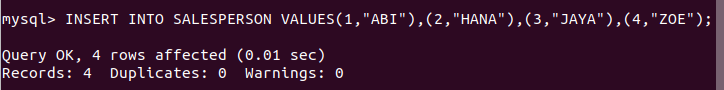 mysql> INSERT INTO SALESPERSON VALUES(1,"ABI"),(2,"HANA"),(3,"JAYA"),(4,"ZOE");
Query OK, 4 rows affected (0.01 sec)
Records: 4  Duplicates: 0  Warnings: 0